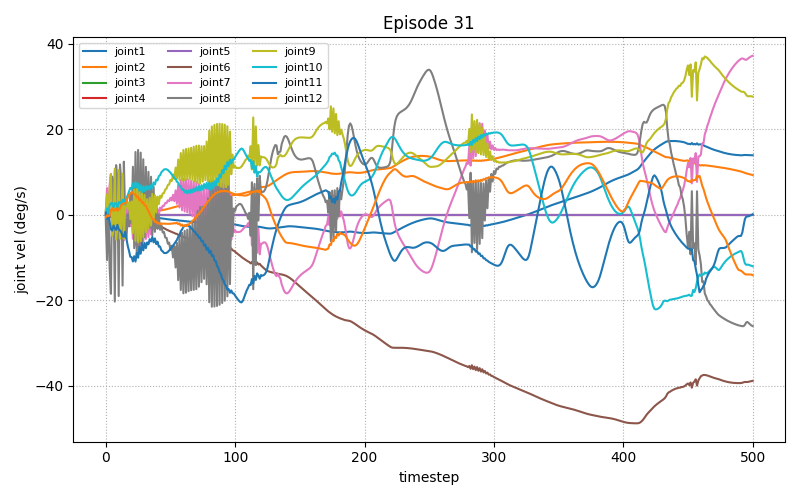 Episode 31
joint vel (deg/s)
40
20
0
−20
−40
joint1 joint5 joint9
joint2 joint6 joint10
joint3 joint7 joint11
joint4 joint8 joint12
0 100 200 300 400 500
timestep